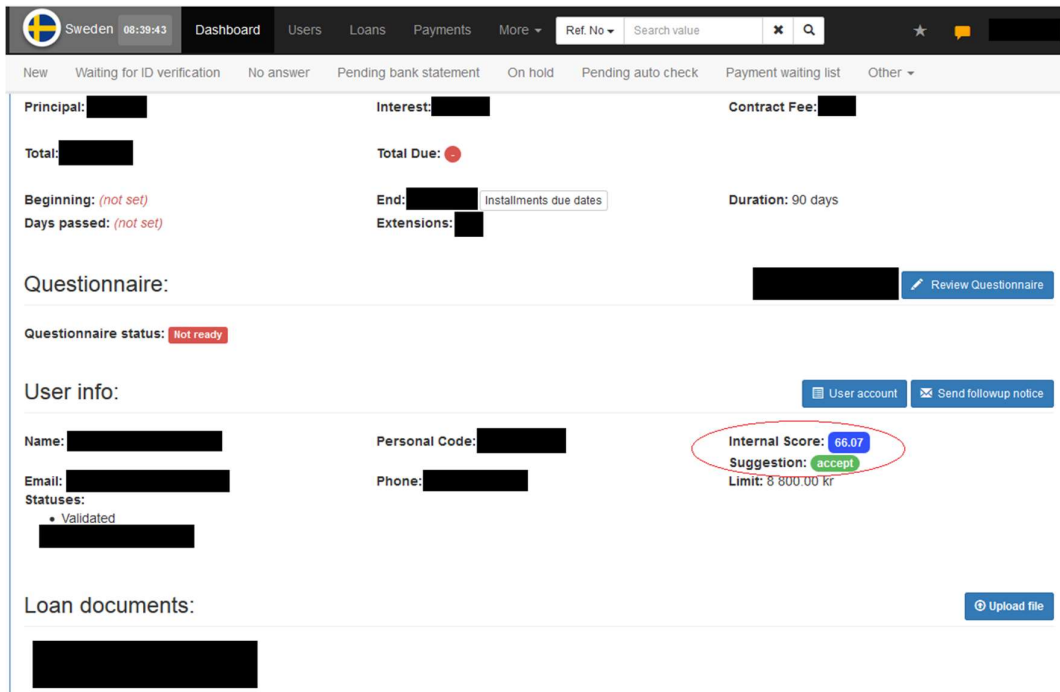 Sweden 08:39:43 Dashboard Users Loans Payments More Ref. No Search value
New Waiting for ID verification No answer Pending bank statement On hold Pending auto check Payment waiting list Other
Principal: Interest: Contract Fee:
Total: Total Due: -
Beginning: (not set) End: Installments due dates Duration: 90 days
Days passed: (not set) Extensions:
Questionnaire: Review Questionnaire
Questionnaire status: Not ready
User info: User account Send followup notice
Name: Personal Code: Internal Score: 66.07
Suggestion: accept
Email: Phone: Limit: 8 800.00 kr
Statuses:
• Validated
Loan documents: Upload file